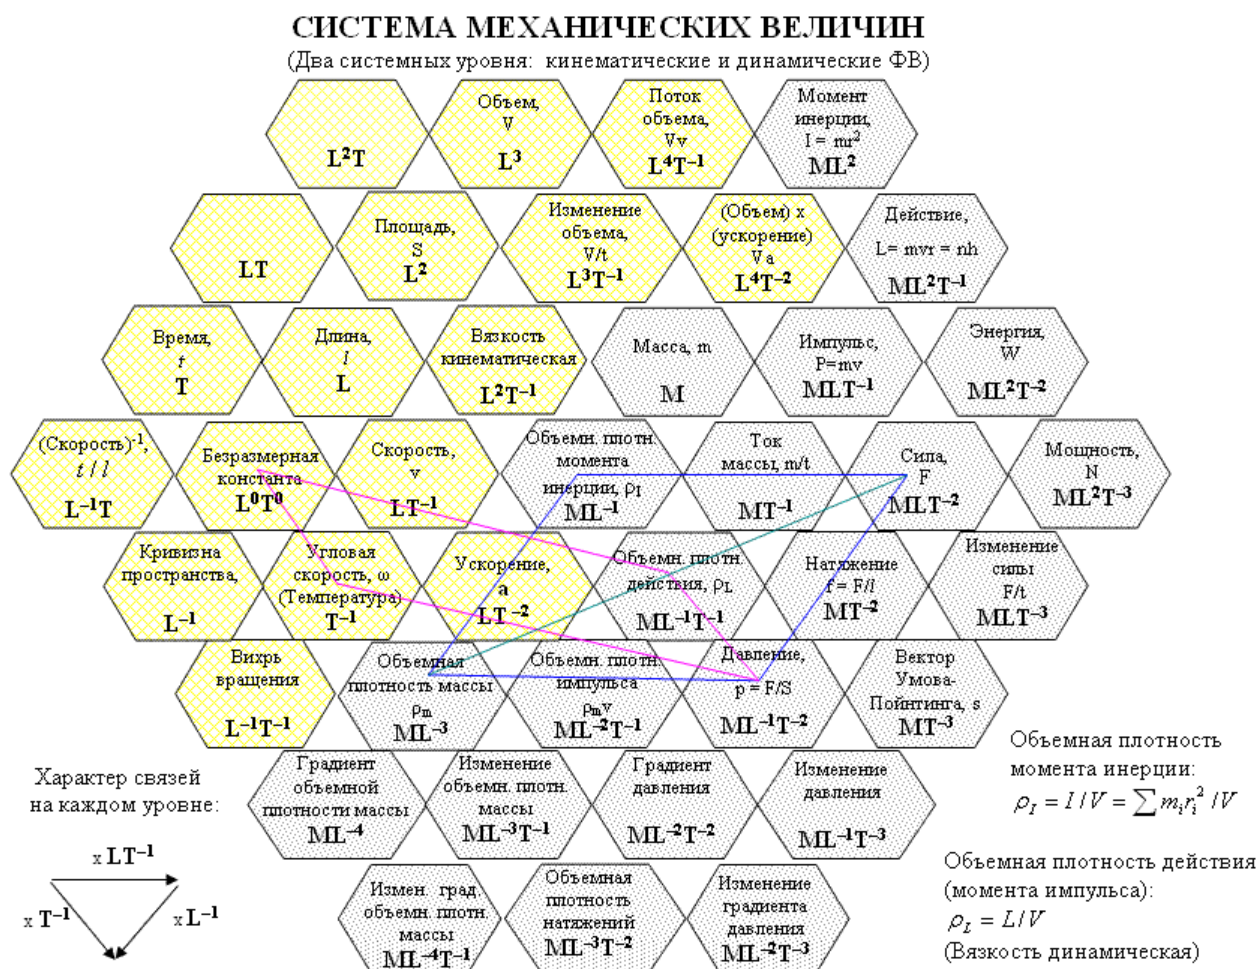 СИСТЕМА МЕХАНИЧЕСКИХ ВЕЛИЧИН
(Два системных уровня: кинематические и динамические ФВ)
L²T
Объем,
V
L³
Поток
объема,
Vv
L⁴T⁻¹
Момент
инерции,
I = mr²
ML²
LT
Площадь,
S
L²
Изменение
объема,
V/t
L³T⁻¹
(Объем) x
(ускорение)
Va
L⁴T⁻²
Действие,
L= mvr = nh
ML²T⁻¹
Время,
t
T
Длина,
l
L
Вязкость
кинематическая
L²T⁻¹
Масса, m
M
Импульс,
P=mv
MLT⁻¹
Энергия,
W
ML²T⁻²
(Скорость)⁻¹,
t / l
L⁻¹T
Безразмерная
константа
L⁰T⁰
Скорость,
v
LT⁻¹
Объемн. плотн.
момента
инерции, ρI
ML⁻¹
Ток
массы, m/t
MT⁻¹
Сила,
F
MLT⁻²
Мощность,
N
ML²T⁻³
Кривизна
пространства,
L⁻¹
Угловая
скорость, ω
(Температура)
T⁻¹
Ускорение,
a
LT⁻²
Объемн. плотн.
действия, ρL
ML⁻¹T⁻¹
Натяжение
f = F/l
MT⁻²
Изменение
силы
F/t
MLT⁻³
Вихрь
вращения
L⁻¹T⁻¹
Объемная
плотность массы
ρm
ML⁻³
Объемн. плотн.
импульса
ρmv
ML⁻²T⁻¹
Давление,
p = F/S
ML⁻¹T⁻²
Вектор
Умова-
Пойнтинга, s
MT⁻³
Градиент
объемной
плотности массы
ML⁻⁴
Изменение
объемн. плотн.
массы
ML⁻³T⁻¹
Градиент
давления
ML⁻²T⁻²
Изменение
давления
ML⁻¹T⁻³
Измен. град.
объемн. плотн.
массы
ML⁻⁴T⁻¹
Объемная
плотность
натяжений
ML⁻³T⁻²
Изменение
градиента
давления
ML⁻²T⁻³
Характер связей
на каждом уровне:
x LT⁻¹
x T⁻¹
x L⁻¹
Объемная плотность
момента инерции:
ρI = I / V = ∑ mᵢrᵢ² / V
Объемная плотность действия
(момента импульса):
ρL = L/V
(Вязкость динамическая)